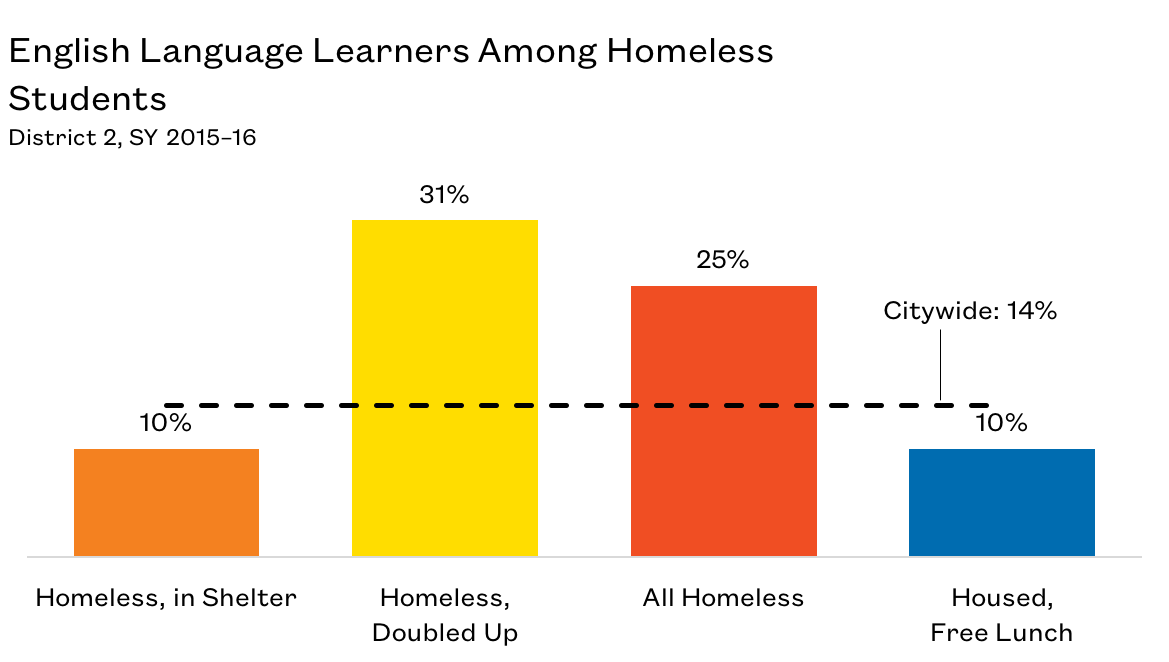 English Language Learners Among Homeless
Students
District 2, SY 2015–16
31%
25%
Citywide: 14%
10%
10%
Homeless, in Shelter
Homeless,
Doubled Up
All Homeless
Housed,
Free Lunch